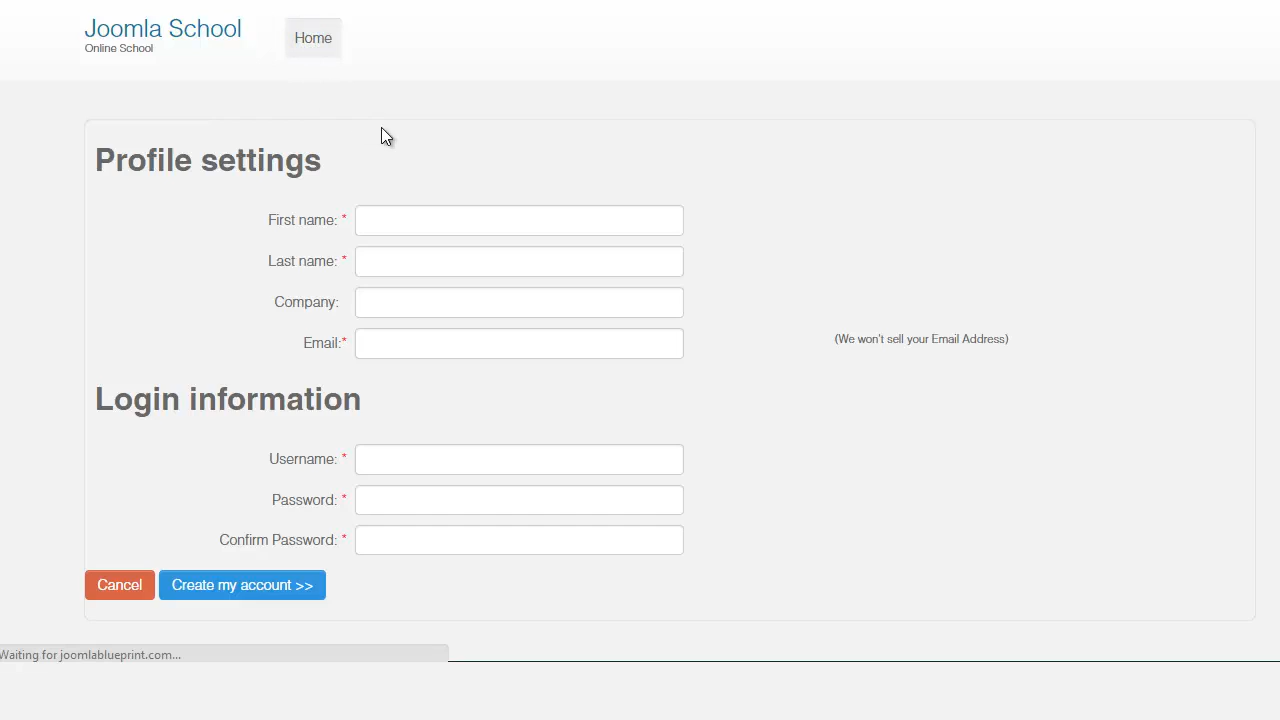 Joomla School
Online School
Home
Profile settings
First name: *
Last name: *
Company:
Email:*
(We won't sell your Email Address)
Login information
Username: *
Password: *
Confirm Password: *
Cancel
Create my account >>
Waiting for joomlablueprint.com...